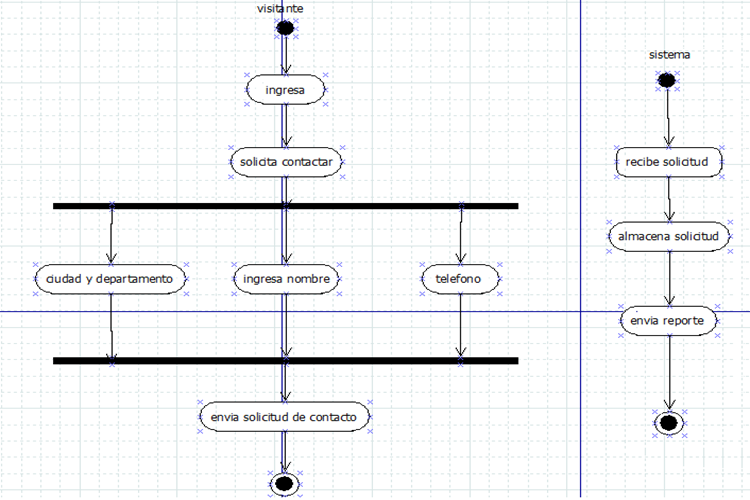 visitante
ingresa
solicita contactar
ciudad y departamento
ingresa nombre
telefono
envia solicitud de contacto
sistema
recibe solicitud
almacena solicitud
envia reporte